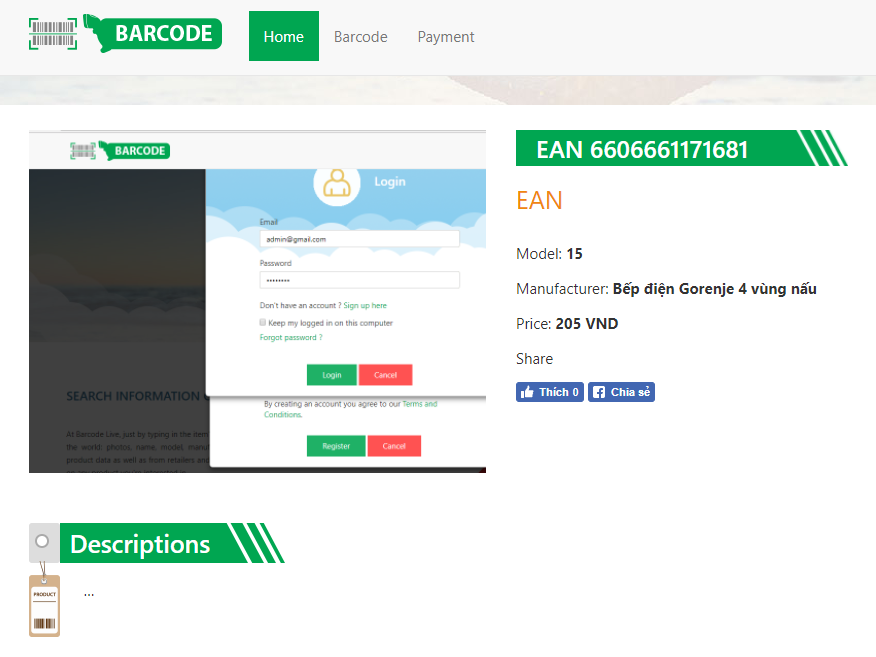 BARCODE
Home Barcode Payment
BARCODE
Login
Email
admin@gmail.com
Password
Don't have an account ? Sign up here
Keep my logged in on this computer
Forgot password ?
Login Cancel
By creating an account you agree to our Terms and
Conditions.
Register Cancel
SEARCH INFORMATION
At Barcode Live, just by typing in the item
the world: photos, name, model, manuf
product data as well as from retailers and
EAN 6606661171681
EAN
Model: 15
Manufacturer: Bếp điện Gorenje 4 vùng nấu
Price: 205 VND
Share
Thích 0 Chia sẻ
Descriptions
PRODUCT
...